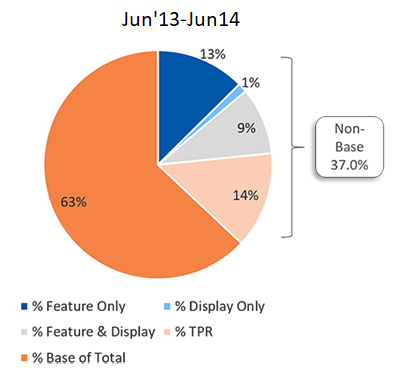 Jun'13-Jun14
13%
1%
9%
14%
63%
Non-
Base
37.0%
% Feature Only % Display Only
% Feature & Display % TPR
% Base of Total